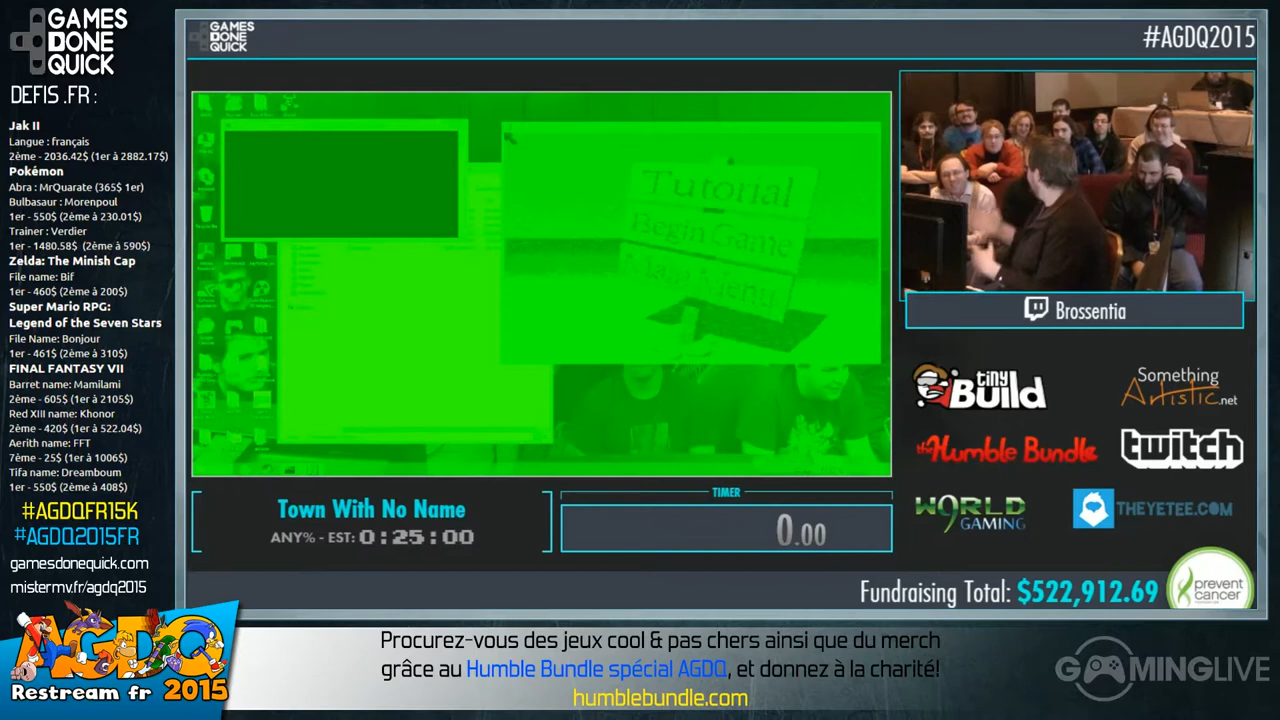 GAMES
DONE
QUICK
DEFIS .FR :
Jak II
Langue : français
2ème - 2036.42$ (1er à 2882.17$)
Pokémon
Abra : MrQuarate (365$ 1er)
Bulbasaur : Morenpoul
1er - 550$ (2ème à 230.01$)
Trainer : Verdier
1er - 1480.58$ (2ème à 590$)
Zelda: The Minish Cap
File name: Bif
1er - 460$ (2ème à 200$)
Super Mario RPG:
Legend of the Seven Stars
File Name: Bonjour
1er - 461$ (2ème à 310$)
FINAL FANTASY VII
Barret name: Mamilami
2ème - 605$ (1er à 2105$)
Red XIII name: Khonor
2ème - 420$ (1er à 522.04$)
Aerith name: FFT
7ème - 25$ (1er à 1006$)
Tifa name: Dreamboum
1er - 550$ (2ème à 408$)
#AGDQFR15K
#AGDQ2015FR
gamesdonequick.com
mistermv.fr/agdq2015
AGDQ
Restream fr 2015
GAMES
DONE
QUICK
#AGDQ2015
Tutorial
Begin Game
Main Menu
Brossentia
tinyBuild
Something
Artistic.net
the Humble Bundle
twitch
WORLD
GAMING
THEYETEE.COM
Town With No Name
ANY% - EST: 0:25:00
TIMER
0.00
Fundraising Total: $522,912.69
prevent
cancer
Procurez-vous des jeux cool & pas chers ainsi que du merch
grâce au Humble Bundle spécial AGDQ, et donnez à la charité!
humblebundle.com
GAMINGLIVE